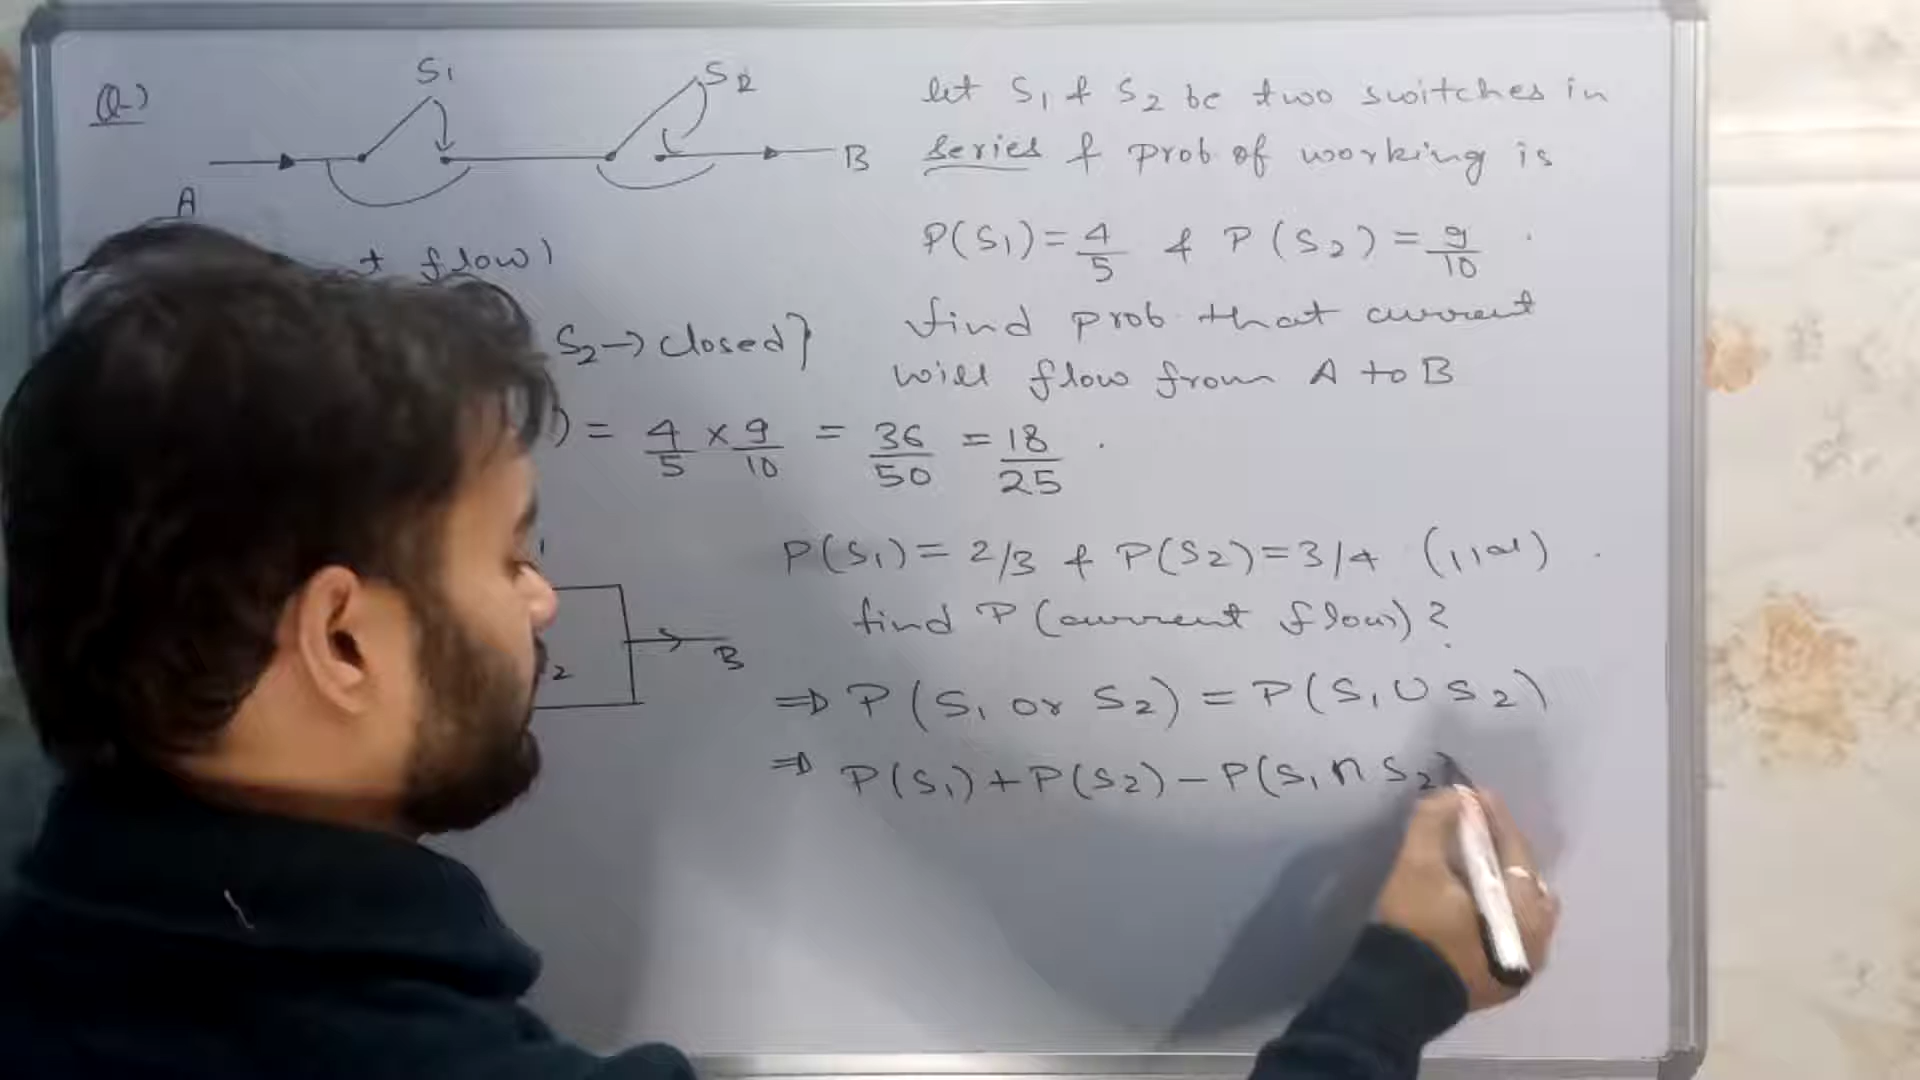 Q-)
S1
S2
A
B
let S1 & S2 be two switches in
series & prob. of working is
P(S1) = 4/5 & P(S2) = 9/10 .
find prob. that current
will flow from A to B
flow)
S2 → closed}
) = 4/5 × 9/10 = 36/50 = 18/25 .
1
2
B
P(S1) = 2/3 & P(S2) = 3/4 (11al) .
find P (current flow) ?
⇒ P (S1 or S2) = P(S1 ∪ S2)
⇒ P(S1) + P(S2) - P(S1 ∩ S2)